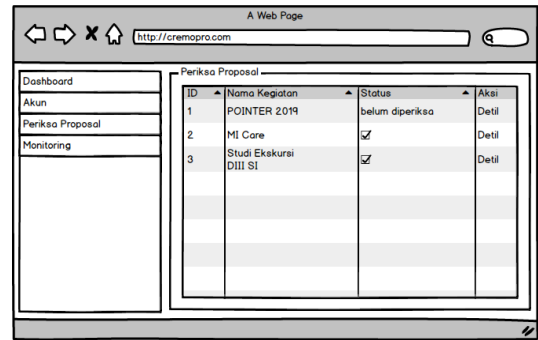 A Web Page
http://cremopro.com
Dashboard
Akun
Periksa Proposal
Monitoring
Periksa Proposal
ID Nama Kegiatan Status Aksi
1 POINTER 2019 belum diperiksa Detil
2 MI Care Detil
3 Studi Ekskursi
DIII SI Detil